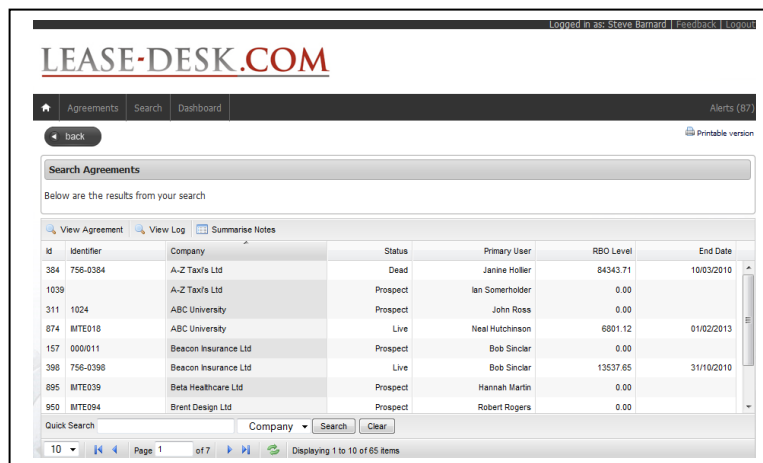 Logged in as: Steve Barnard | Feedback | Logout
LEASE-DESK.COM
Agreements Search Dashboard Alerts (87)
back Printable version
Search Agreements
Below are the results from your search
View Agreement View Log Summarise Notes
Id Identifier Company Status Primary User RBO Level End Date
384 756-0384 A-Z Taxi's Ltd Dead Janine Hollier 84343.71 10/03/2010
1039 A-Z Taxi's Ltd Prospect Ian Somerholder 0.00
311 1024 ABC University Prospect John Ross 0.00
874 IMTE018 ABC University Live Neal Hutchinson 6801.12 01/02/2013
157 000/011 Beacon Insurance Ltd Prospect Bob Sinclar 0.00
398 756-0398 Beacon Insurance Ltd Live Bob Sinclar 13537.65 31/10/2010
895 IMTE039 Beta Healthcare Ltd Prospect Hannah Martin 0.00
950 IMTE094 Brent Design Ltd Prospect Robert Rogers 0.00
Quick Search Company Search Clear
10 Page 1 of 7 Displaying 1 to 10 of 65 items